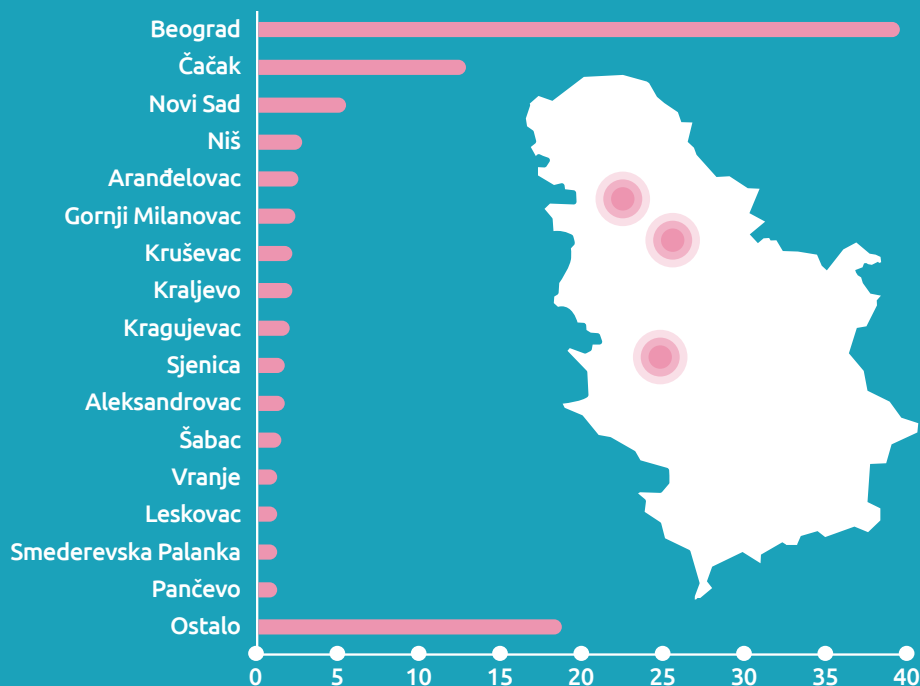 Beograd
Čačak
Novi Sad
Niš
Aranđelovac
Gornji Milanovac
Kruševac
Kraljevo
Kragujevac
Sjenica
Aleksandrovac
Šabac
Vranje
Leskovac
Smederevska Palanka
Pančevo
Ostalo
0 5 10 15 20 25 30 35 40